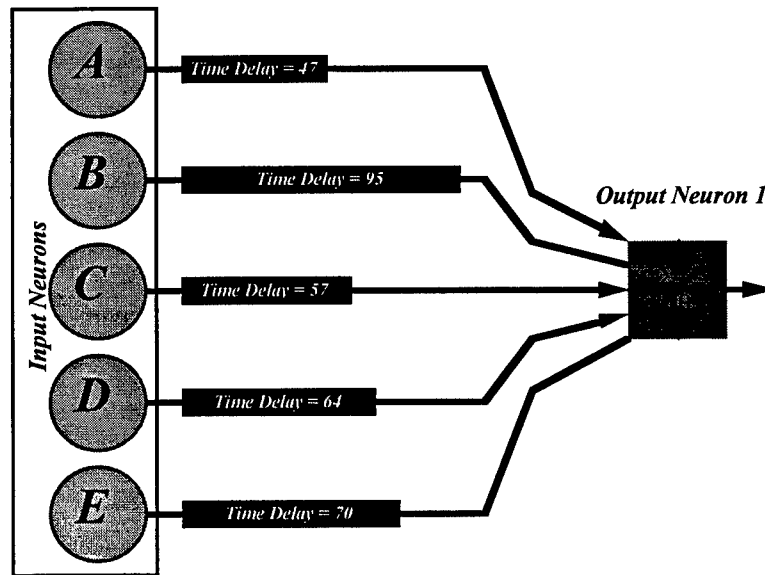 A
Time Delay = 47
B
Time Delay = 95
Output Neuron 1
C
Time Delay = 57
D
Time Delay = 64
E
Time Delay = 70
Input Neurons